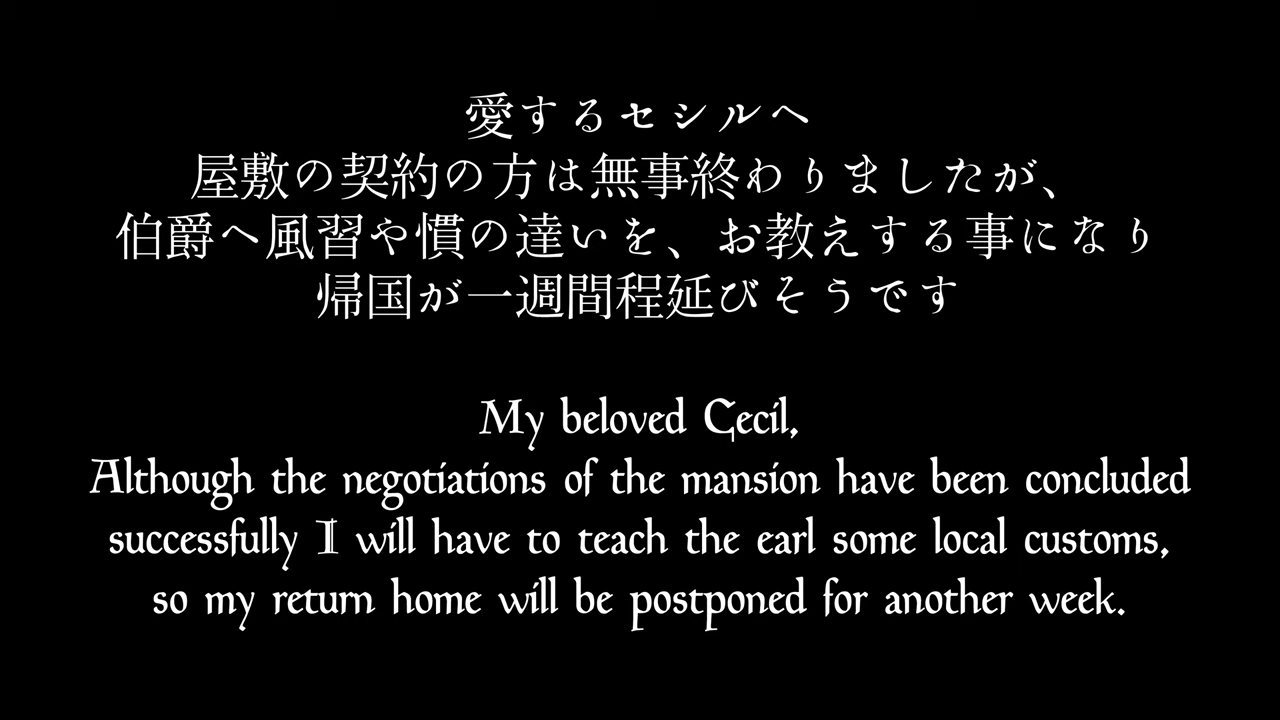 愛するセシルへ
屋敷の契約の方は無事終わりましたが、
伯爵へ風習や慣の達いを、お教えする事になり
帰国が一週間程延びそうです
My beloved Cecil,
Although the negotiations of the mansion have been concluded
successfully I will have to teach the earl some local customs,
so my return home will be postponed for another week.